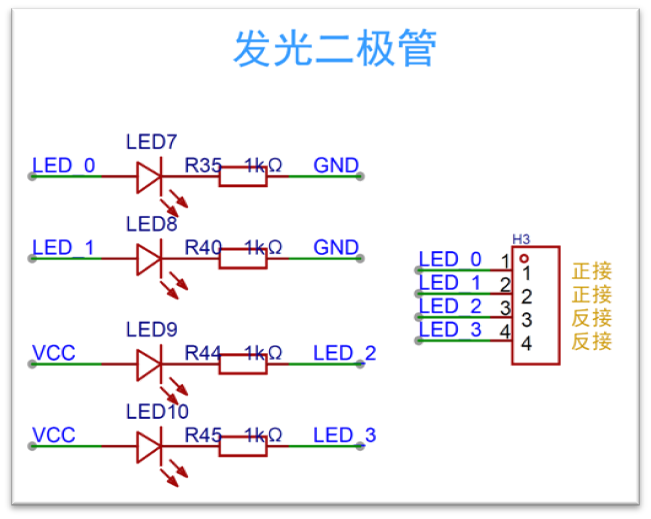 发光二极管
LED7
LED_0 R35 1kΩ GND
LED8
LED_1 R40 1kΩ GND
LED9
VCC R44 1kΩ LED_2
LED10
VCC R45 1kΩ LED_3
H3
LED_0 1 1 正接
LED_1 2 2 正接
LED_2 3 3 反接
LED_3 4 4 反接